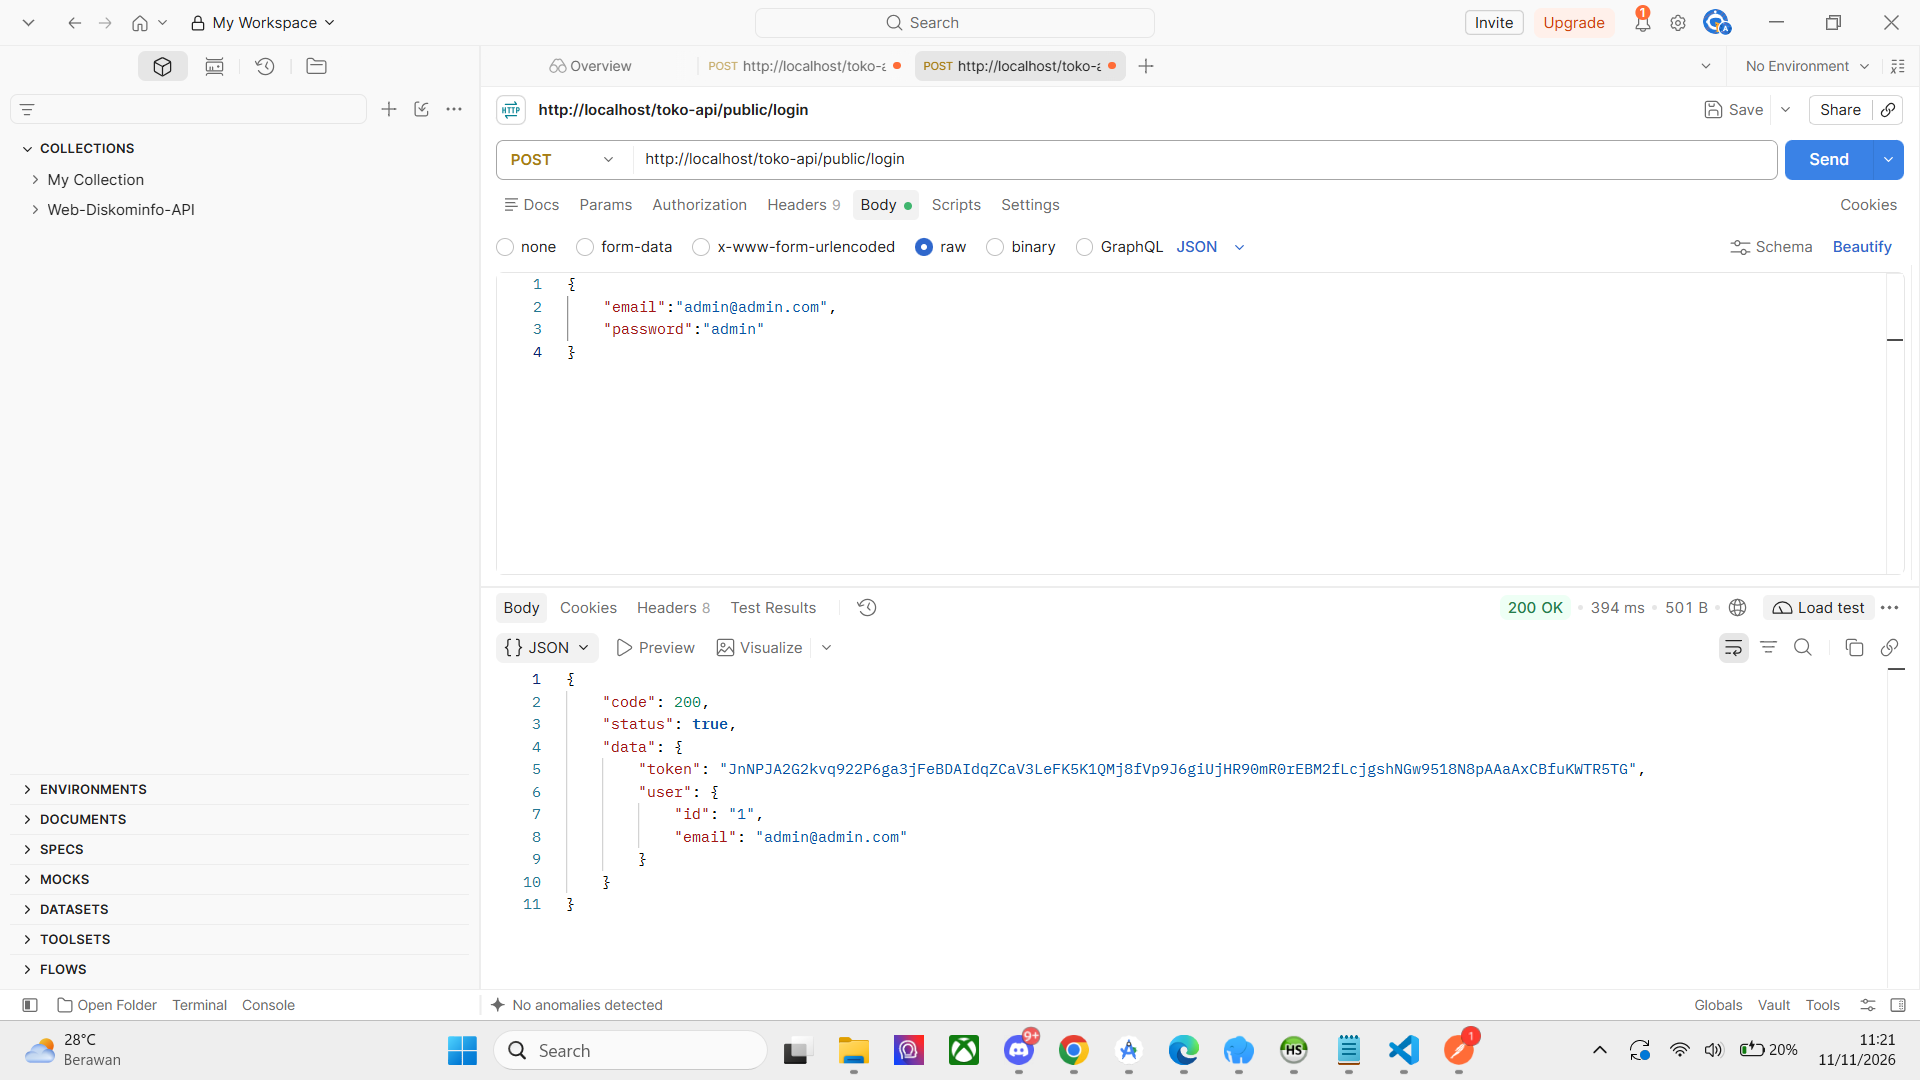 My Workspace
Search
Invite
Upgrade
1
Overview
POST http://localhost/toko-a
POST http://localhost/toko-a
No Environment
HTTP
http://localhost/toko-api/public/login
Save
Share
COLLECTIONS
My Collection
Web-Diskominfo-API
POST
http://localhost/toko-api/public/login
Send
Docs
Params
Authorization
Headers 9
Body
Scripts
Settings
Cookies
none
form-data
x-www-form-urlencoded
raw
binary
GraphQL
JSON
Schema
Beautify
1 {
2 "email":"admin@admin.com",
3 "password":"admin"
4 }
Body
Cookies
Headers 8
Test Results
200 OK
394 ms
501 B
Load test
{} JSON
Preview
Visualize
1 {
2 "code": 200,
3 "status": true,
4 "data": {
5 "token": "JnNPJA2G2kvq922P6ga3jFeBDAIdqZCaV3LeFK5K1QMj8fVp9J6giUjHR90mR0rEBM2fLcjgshNGw9518N8pAAaAxCBfuKWTR5TG",
6 "user": {
7 "id": "1",
8 "email": "admin@admin.com"
9 }
10 }
11 }
ENVIRONMENTS
DOCUMENTS
SPECS
MOCKS
DATASETS
TOOLSETS
FLOWS
Open Folder
Terminal
Console
No anomalies detected
Globals
Vault
Tools
28°C
Berawan
Search
9+
HS
1
20%
11:21
11/11/2026